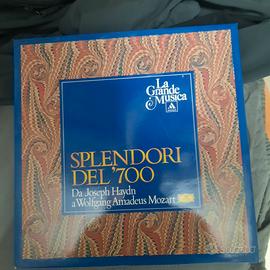 La
Grande
Musica
SPLENDORI
DEL '700
Da Joseph Haydn
a Wolfgang Amadeus Mozart